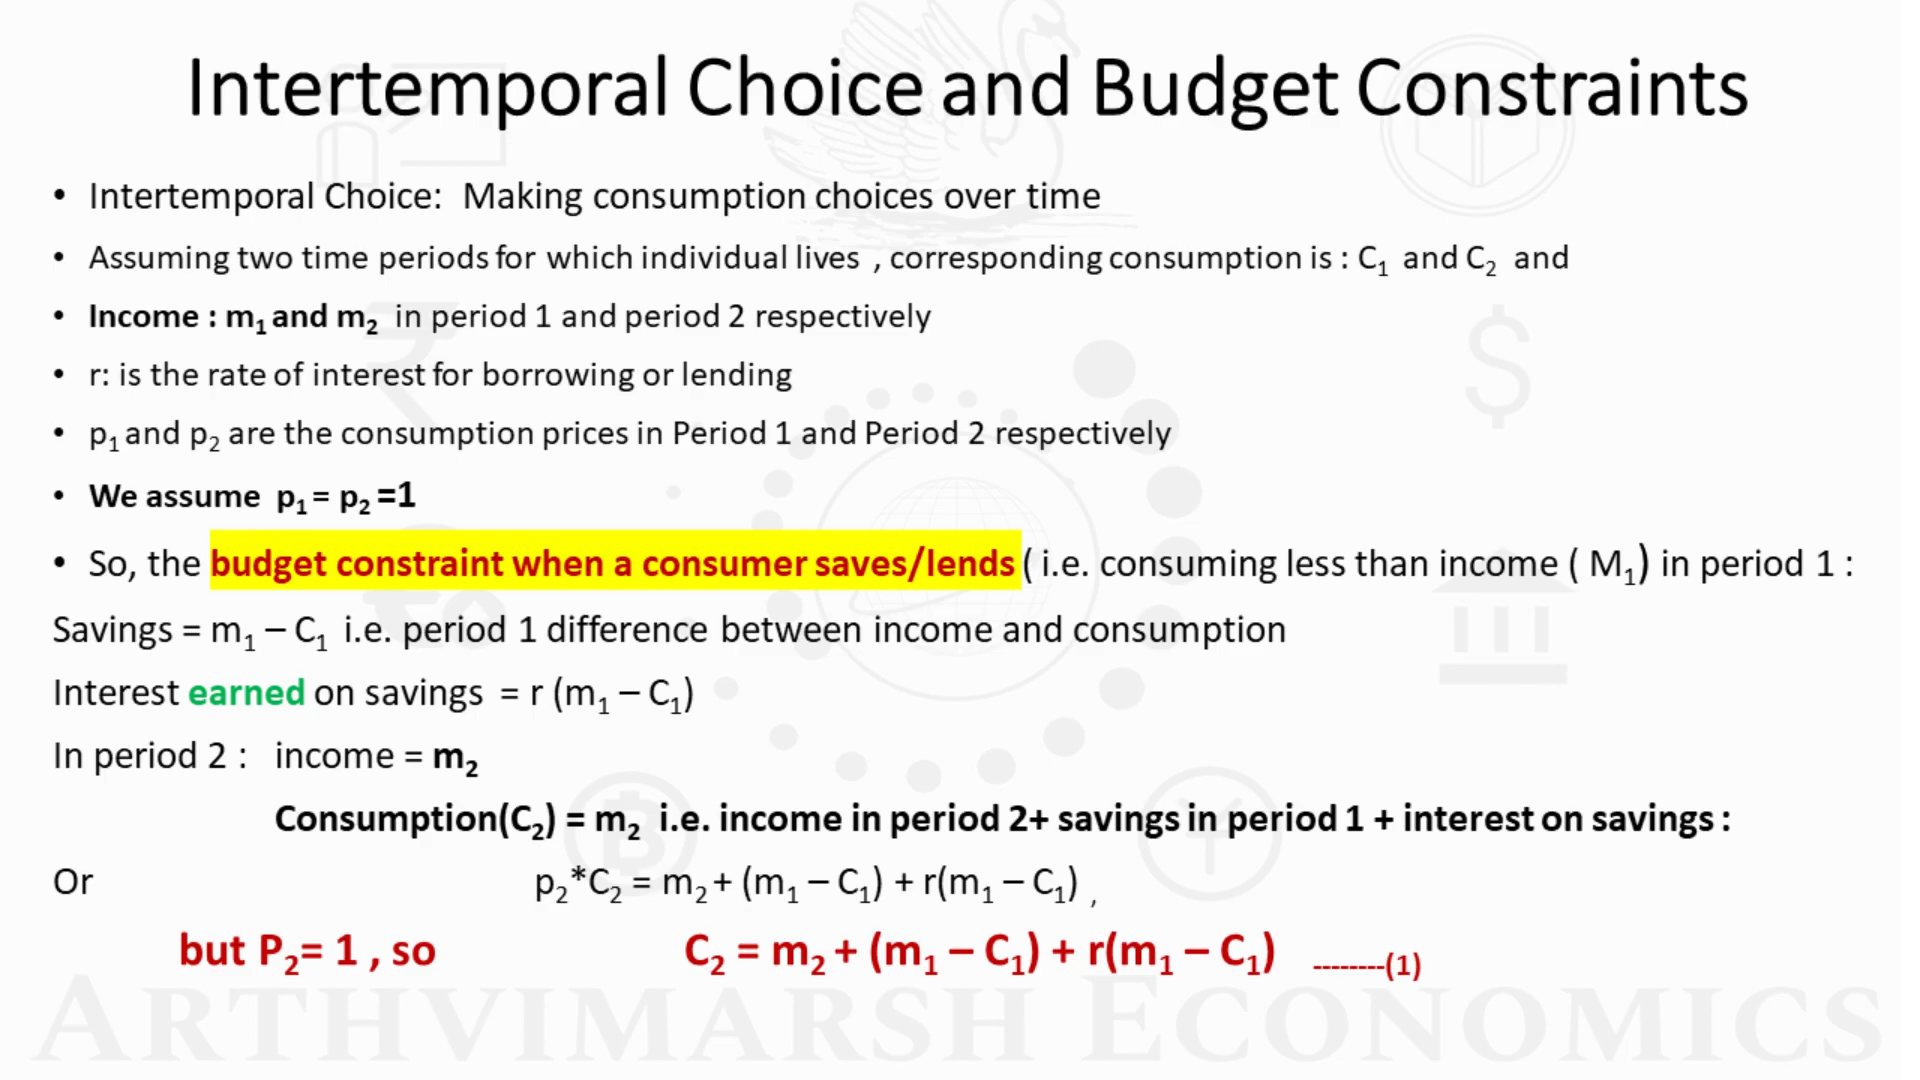 Intertemporal Choice and Budget Constraints
• Intertemporal Choice: Making consumption choices over time
• Assuming two time periods for which individual lives , corresponding consumption is : C₁ and C₂ and
• Income : m₁ and m₂ in period 1 and period 2 respectively
• r: is the rate of interest for borrowing or lending
• p₁ and p₂ are the consumption prices in Period 1 and Period 2 respectively
• We assume p₁ = p₂ =1
• So, the budget constraint when a consumer saves/lends ( i.e. consuming less than income ( M₁) in period 1 :
Savings = m₁ – C₁ i.e. period 1 difference between income and consumption
Interest earned on savings = r (m₁ – C₁)
In period 2 : income = m₂
Consumption(C₂) = m₂ i.e. income in period 2+ savings in period 1 + interest on savings :
Or p₂*C₂ = m₂ + (m₁ – C₁) + r(m₁ – C₁) ,
but P₂= 1 , so C₂ = m₂ + (m₁ – C₁) + r(m₁ – C₁) --------(1)
ARTHVIMARSH ECONOMICS